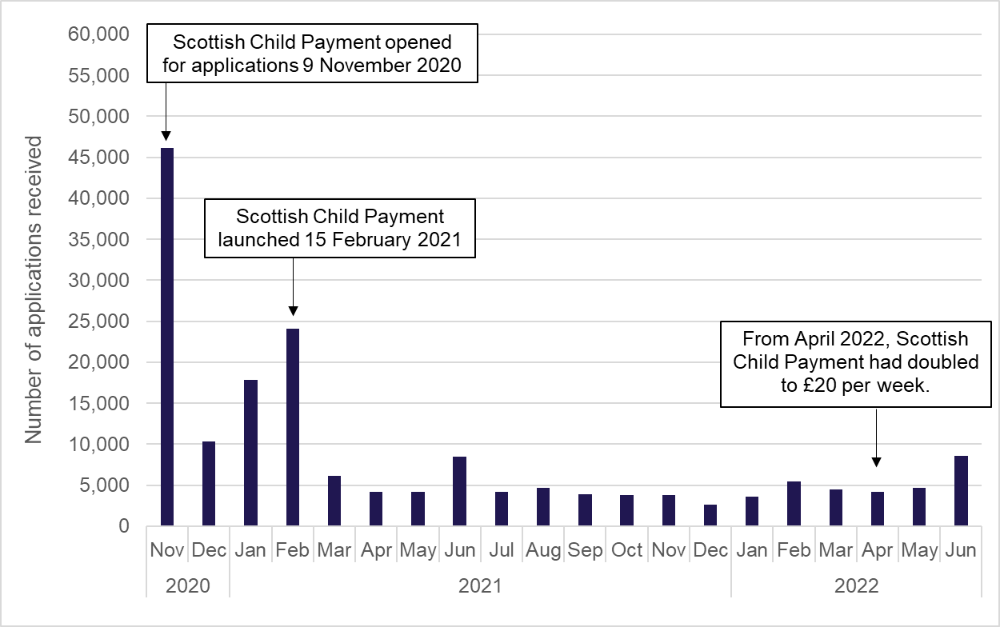 60,000
55,000
50,000
45,000
40,000
35,000
30,000
25,000
20,000
15,000
10,000
5,000
0
Number of applications received
Scottish Child Payment opened
for applications 9 November 2020
Scottish Child Payment
launched 15 February 2021
From April 2022, Scottish
Child Payment had doubled
to £20 per week.
Nov Dec Jan Feb Mar Apr May Jun Jul Aug Sep Oct Nov Dec Jan Feb Mar Apr May Jun
2020 2021 2022